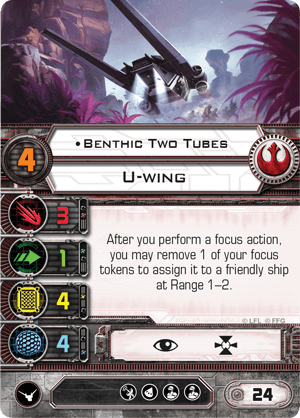 • Benthic Two Tubes
4
U-wing
3
1
4
4
After you perform a focus action,
you may remove 1 of your focus
tokens to assign it to a friendly ship
at Range 1–2.
© LFL © FFG
24